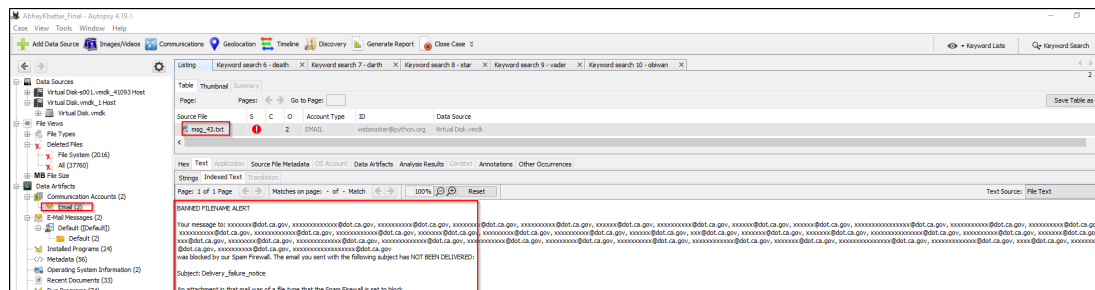 AbhayKhattar_Final - Autopsy 4.19.1
Case View Tools Window Help
Add Data Source Images/Videos Communications Geolocation Timeline Discovery Generate Report Close Case Keyword Lists Keyword Search
Listing Keyword search 6 - death X Keyword search 7 - darth X Keyword search 8 - star X Keyword search 9 - vader X Keyword search 10 - obiwan X
Data Sources
Virtual Disk-s001.vmdk_41093 Host
Virtual Disk.vmdk_1 Host
Virtual Disk.vmdk
File Views
File Types
Deleted Files
File System (2016)
All (37760)
MB File Size
Data Artifacts
Communication Accounts (2)
Email (2)
E-Mail Messages (2)
Default ([Default])
Default (2)
Installed Programs (24)
Metadata (56)
Operating System Information (2)
Recent Documents (33)
2
Table Thumbnail Summary
Page: Pages: Go to Page: Save Table as
Source File S C O Account Type ID Data Source
msg_43.txt 2 EMAIL webmaster@python.org Virtual Disk.vmdk
Hex Text Application Source File Metadata OS Account Data Artifacts Analysis Results Context Annotations Other Occurrences
Strings Indexed Text Translation
Page: 1 of 1 Page Matches on page: - of - Match 100% Reset Text Source: File Text
BANNED FILENAME ALERT
Your message to:
was blocked by our Spam Firewall. The email you sent with the following subject has NOT BEEN DELIVERED:
Subject: Delivery_failure_notice
An attachment in that mail was of a file type that the Spam Firewall is set to block.